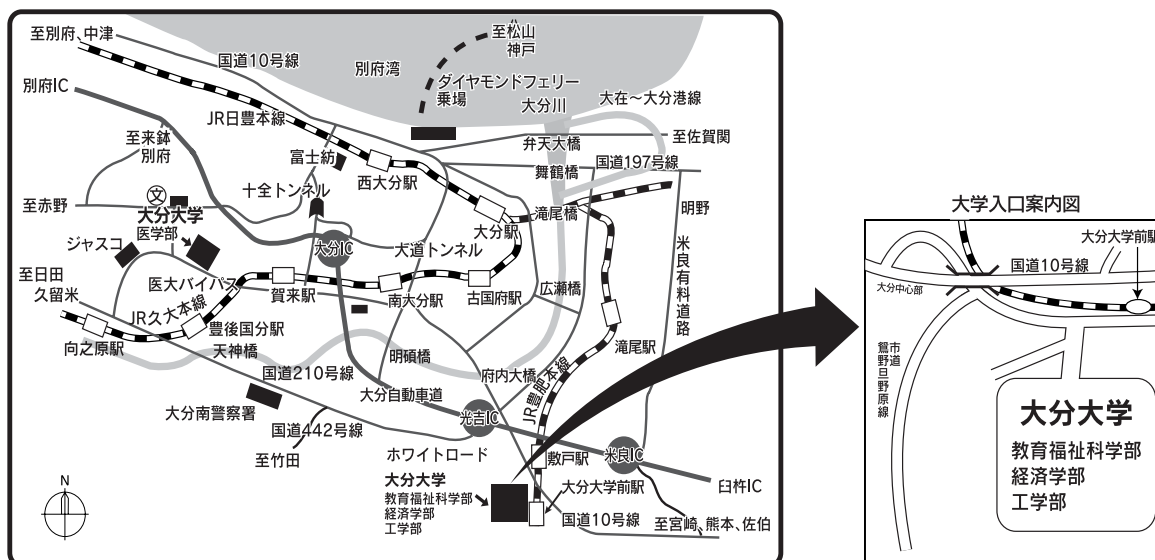 至別府、中津
国道10号線
別府IC
別府湾
至松山
神戸
ダイヤモンドフェリー
乗場
大分川
大在～大分港線
JR日豊本線
至来鉢
別府
富士紡
西大分駅
弁天大橋
至佐賀関
舞鶴橋
国道197号線
十全トンネル
至赤野
文
大分大学
医学部
ジャスコ
大分IC
大道トンネル
大分駅
滝尾橋
明野
米良有料道路
至日田
久留米
医大バイパス
JR久大本線
賀来駅
南大分駅
古国府駅
広瀬橋
豊後国分駅
向之原駅
天神橋
明磧橋
滝尾駅
国道210号線
府内大橋
JR豊肥本線
大分自動車道
大分南警察署
光吉IC
国道442号線
至竹田
ホワイトロード
敷戸駅
米良IC
大分大学
教育福祉科学部
経済学部
工学部
大分大学前駅
臼杵IC
国道10号線
至宮崎、熊本、佐伯
N
大学入口案内図
大分大学前駅
国道10号線
大分中心部
市道
鴛野旦野原線
大分大学
教育福祉科学部
経済学部
工学部